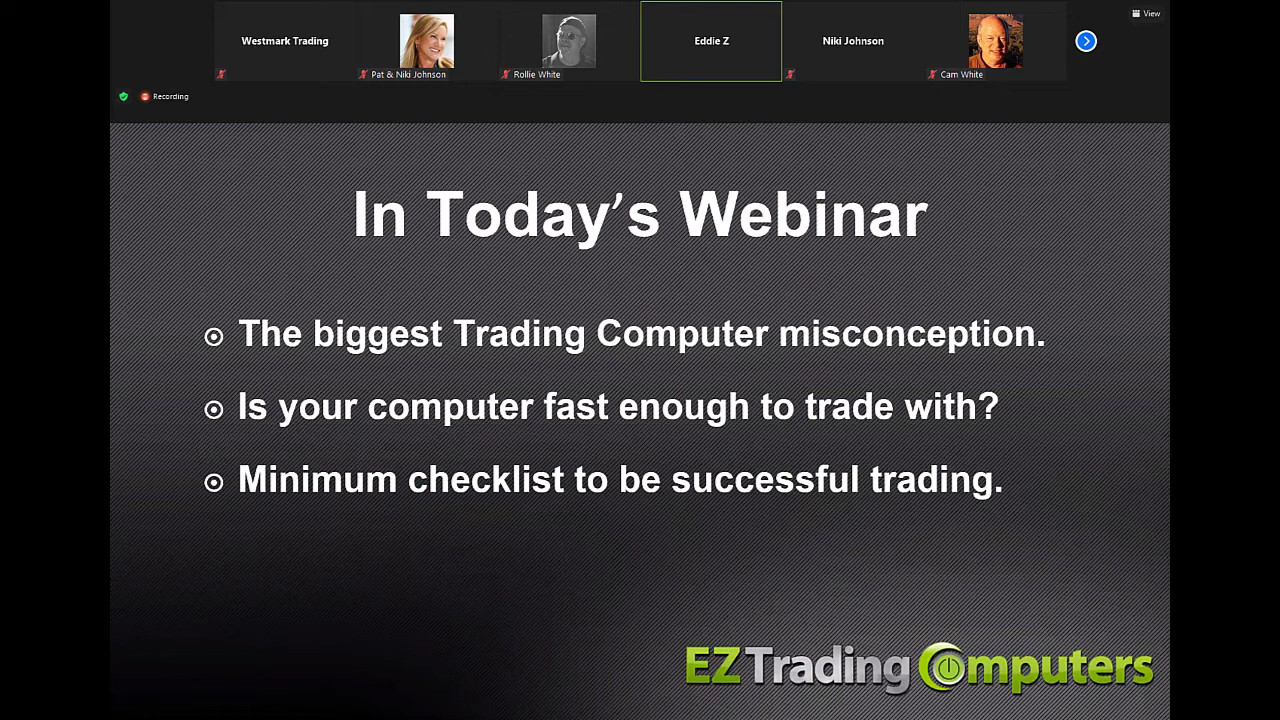 View
Westmark Trading
Eddie Z
Niki Johnson
Pat & Niki Johnson
Rollie White
Cam White
Recording
In Today's Webinar
The biggest Trading Computer misconception.
Is your computer fast enough to trade with?
Minimum checklist to be successful trading.
EZTrading Computers